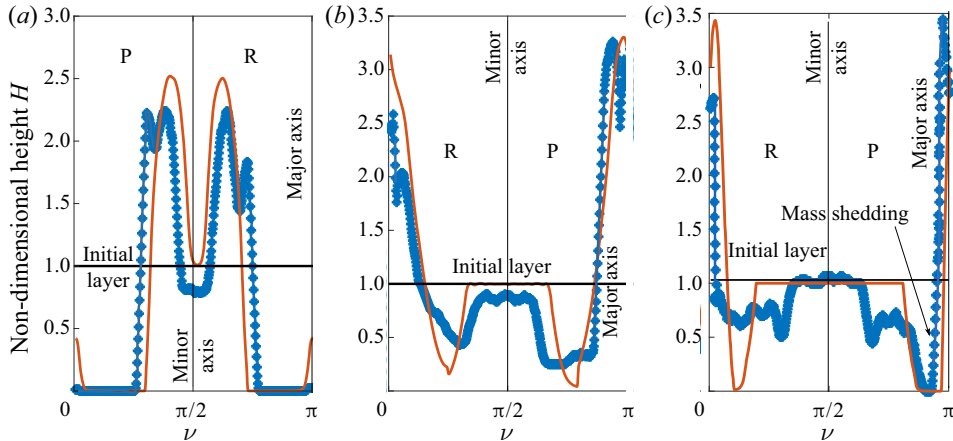 (a)
(b)
(c)
Non-dimensional height H
3.0
2.5
2.0
1.5
1.0
0.5
P
R
Initial
layer
Minor
axis
Major axis
0
π/2
ν
3.5
3.0
2.5
2.0
1.5
1.0
0.5
Minor
axis
R
P
Initial layer
Major axis
0
π/2
π
ν
3.5
3.0
2.5
2.0
1.5
1.0
0.5
Minor
axis
R
P
Major axis
Mass shedding
Initial layer
0
π/2
π
ν